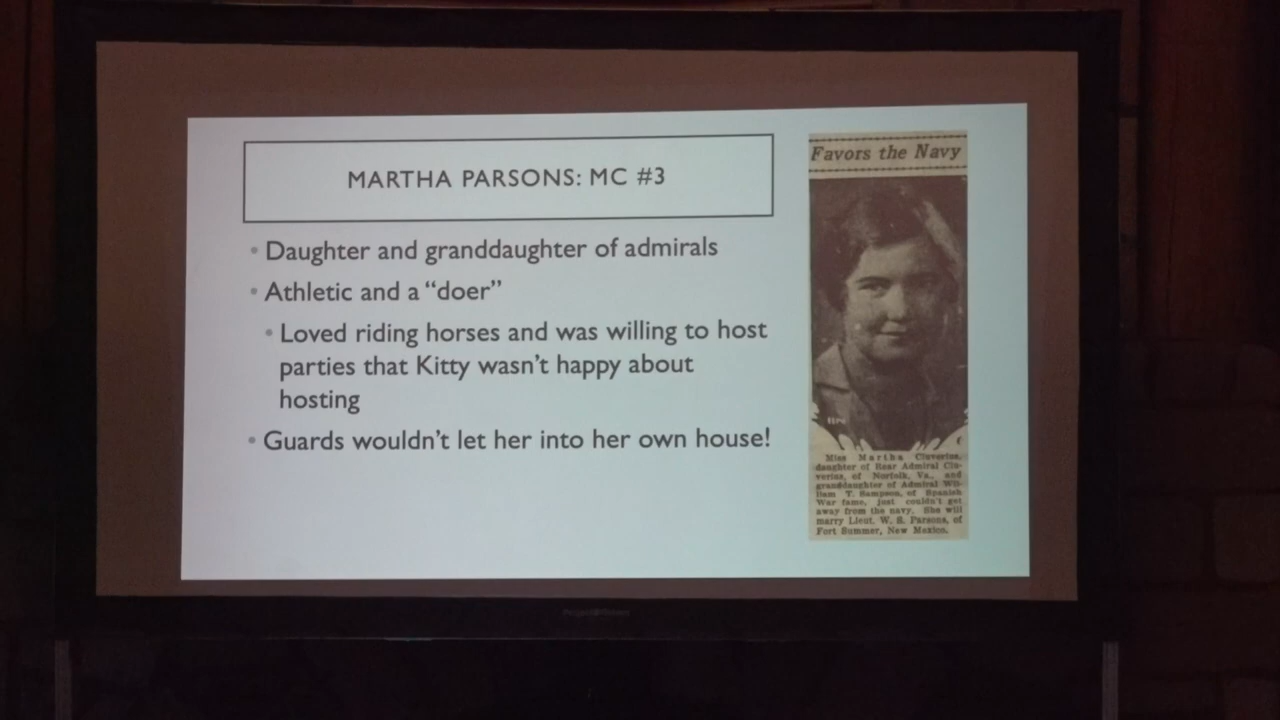 MARTHA PARSONS: MC #3
• Daughter and granddaughter of admirals
• Athletic and a “doer”
• Loved riding horses and was willing to host
parties that Kitty wasn’t happy about
hosting
• Guards wouldn’t let her into her own house!
Favors the Navy
Miss Martha Cluverius,
daughter of Rear Admiral Clu-
verius, of Norfolk, Va., and
granddaughter of Admiral Wil-
liam T. Sampson, of Spanish
War fame, just couldn't get
away from the navy. She will
marry Lieut. W. S. Parsons, of
Fort Sumner, New Mexico.